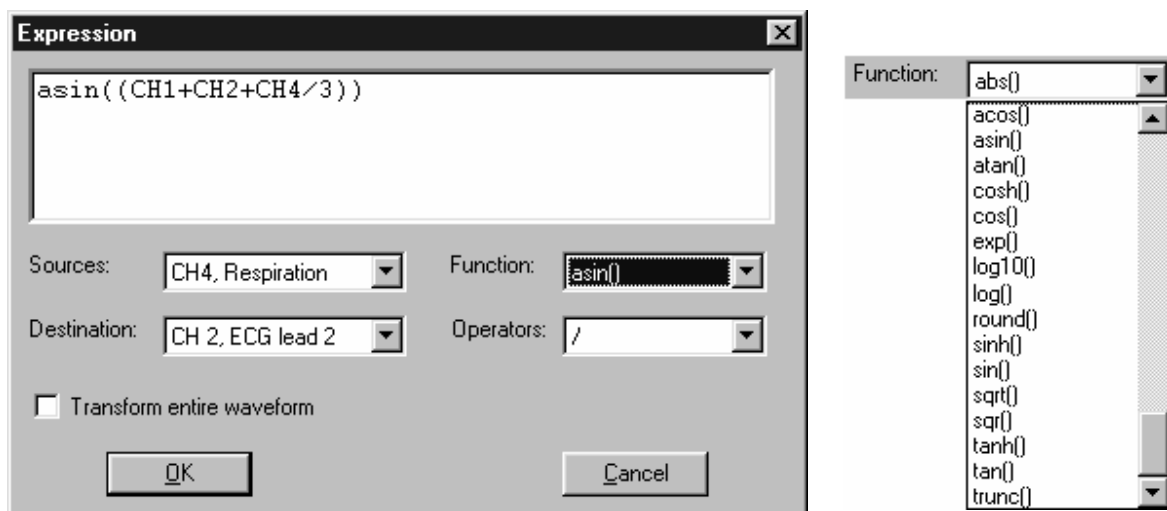 Expression
asin((CH1+CH2+CH4/3))
Sources: CH4, Respiration Function: asin()
Destination: CH 2, ECG lead 2 Operators: /
Transform entire waveform
OK Cancel
Function: abs()
acos()
asin()
atan()
cosh()
cos()
exp()
log10()
log()
round()
sinh()
sin()
sqrt()
sqr()
tanh()
tan()
trunc()